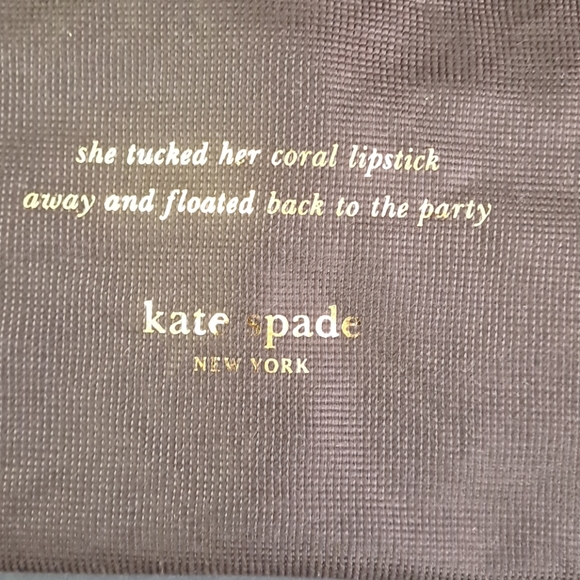 she tucked her coral lipstick
away and floated back to the party
kate spade
NEW YORK